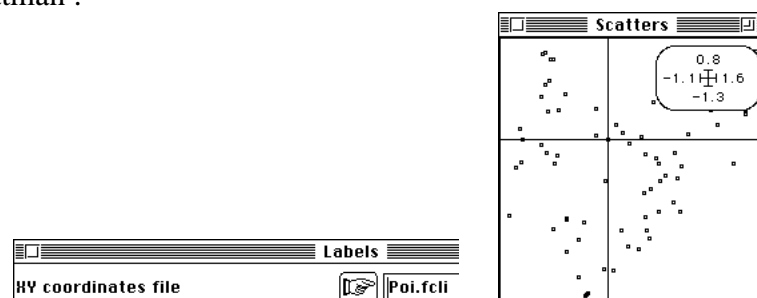 Scatters
0.8
-1.1 1.6
-1.3
Labels
XY coordinates file
Poi.fcli